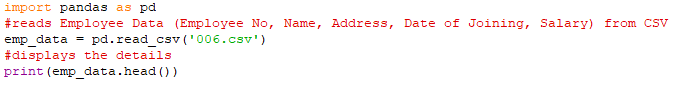 import pandas as pd
#reads Employee Data (Employee No, Name, Address, Date of Joining, Salary) from CSV
emp_data = pd.read_csv('006.csv')
#displays the details
print(emp_data.head())